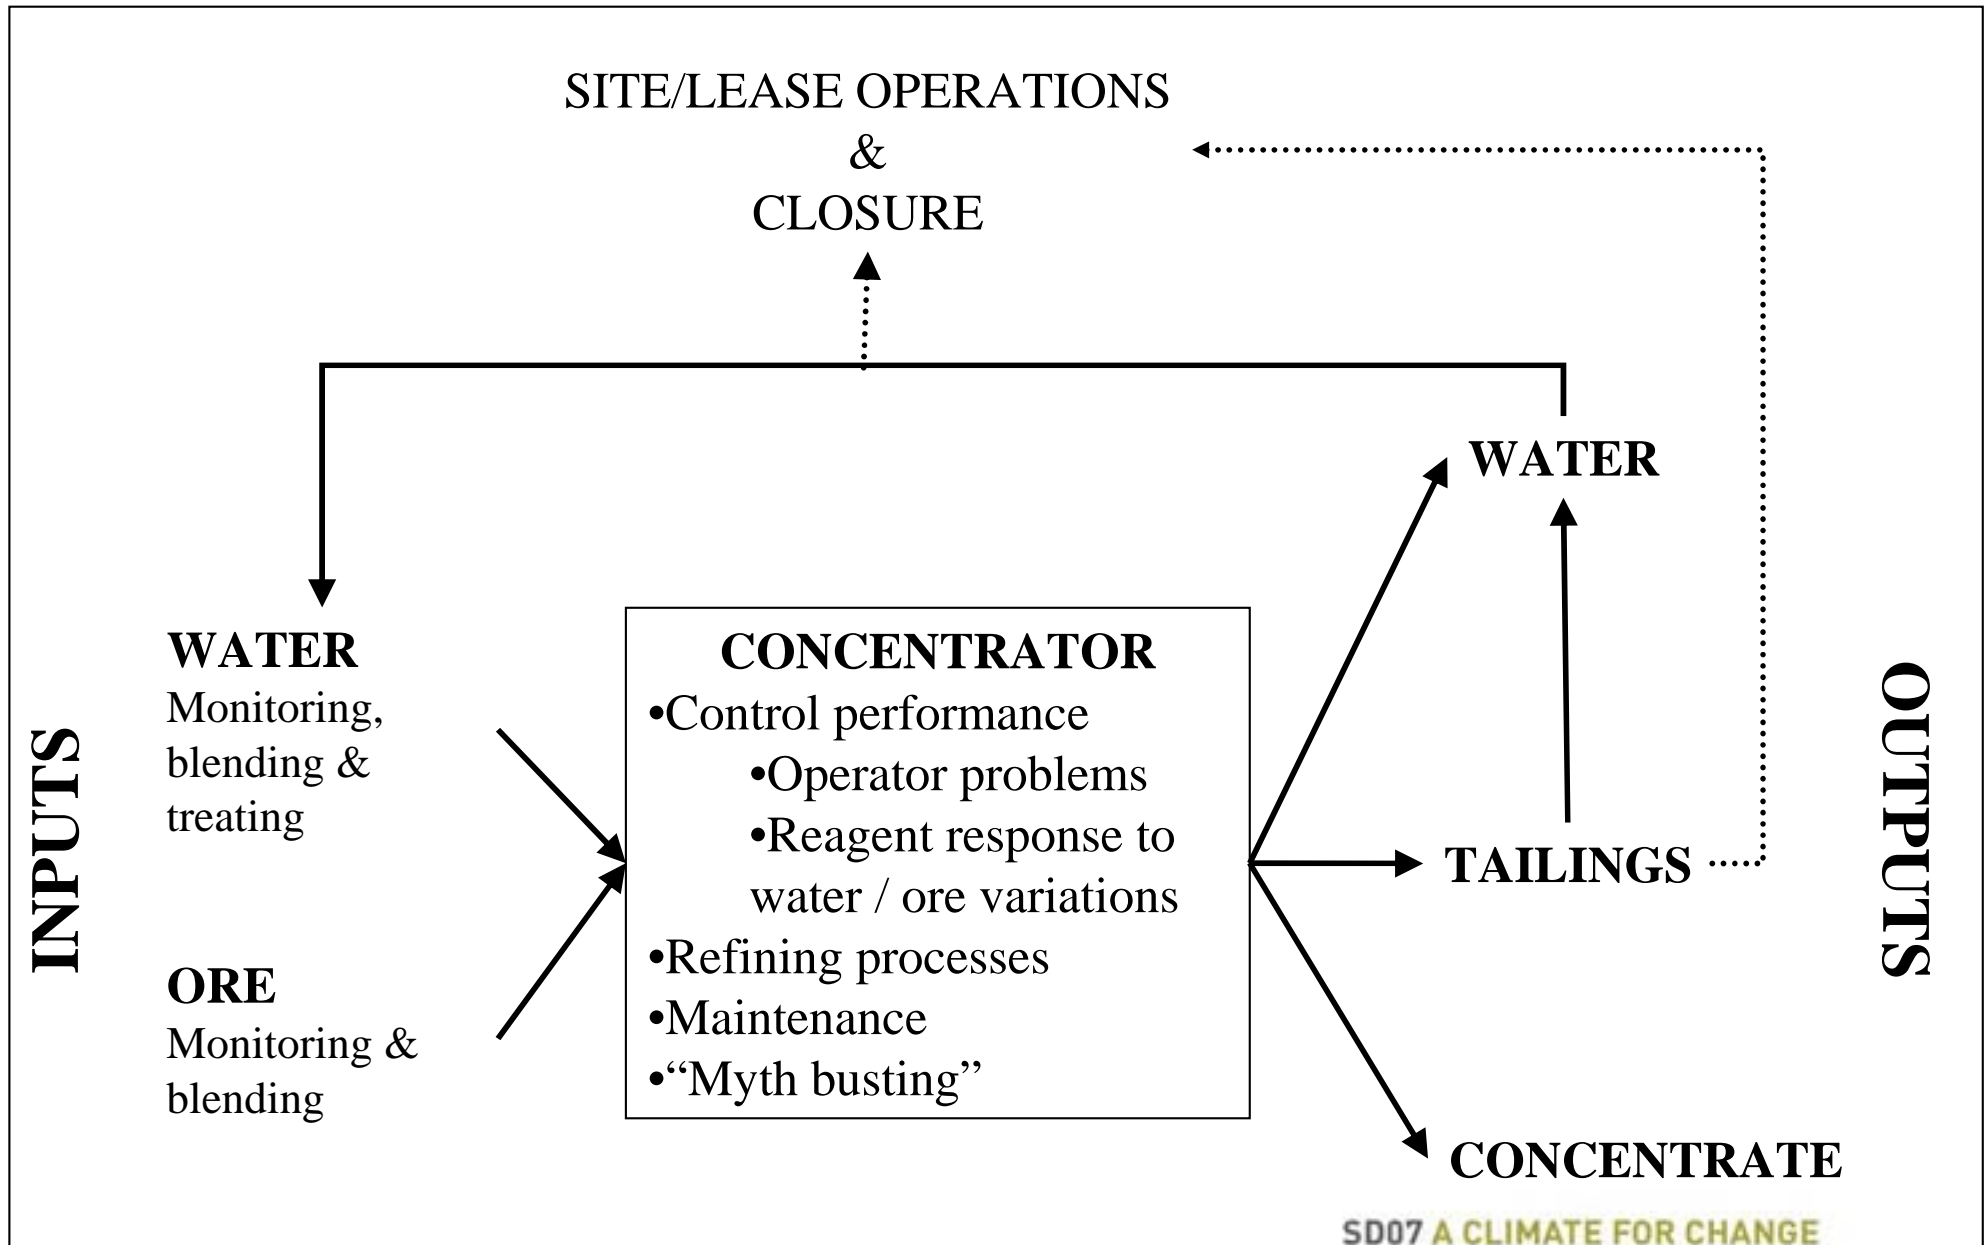 SITE/LEASE OPERATIONS
&
CLOSURE
WATER
INPUTS
WATER
Monitoring,
blending &
treating
ORE
Monitoring &
blending
CONCENTRATOR
•Control performance
•Operator problems
•Reagent response to
water / ore variations
•Refining processes
•Maintenance
•“Myth busting”
TAILINGS
OUTPUTS
CONCENTRATE
SD07 A CLIMATE FOR CHANGE